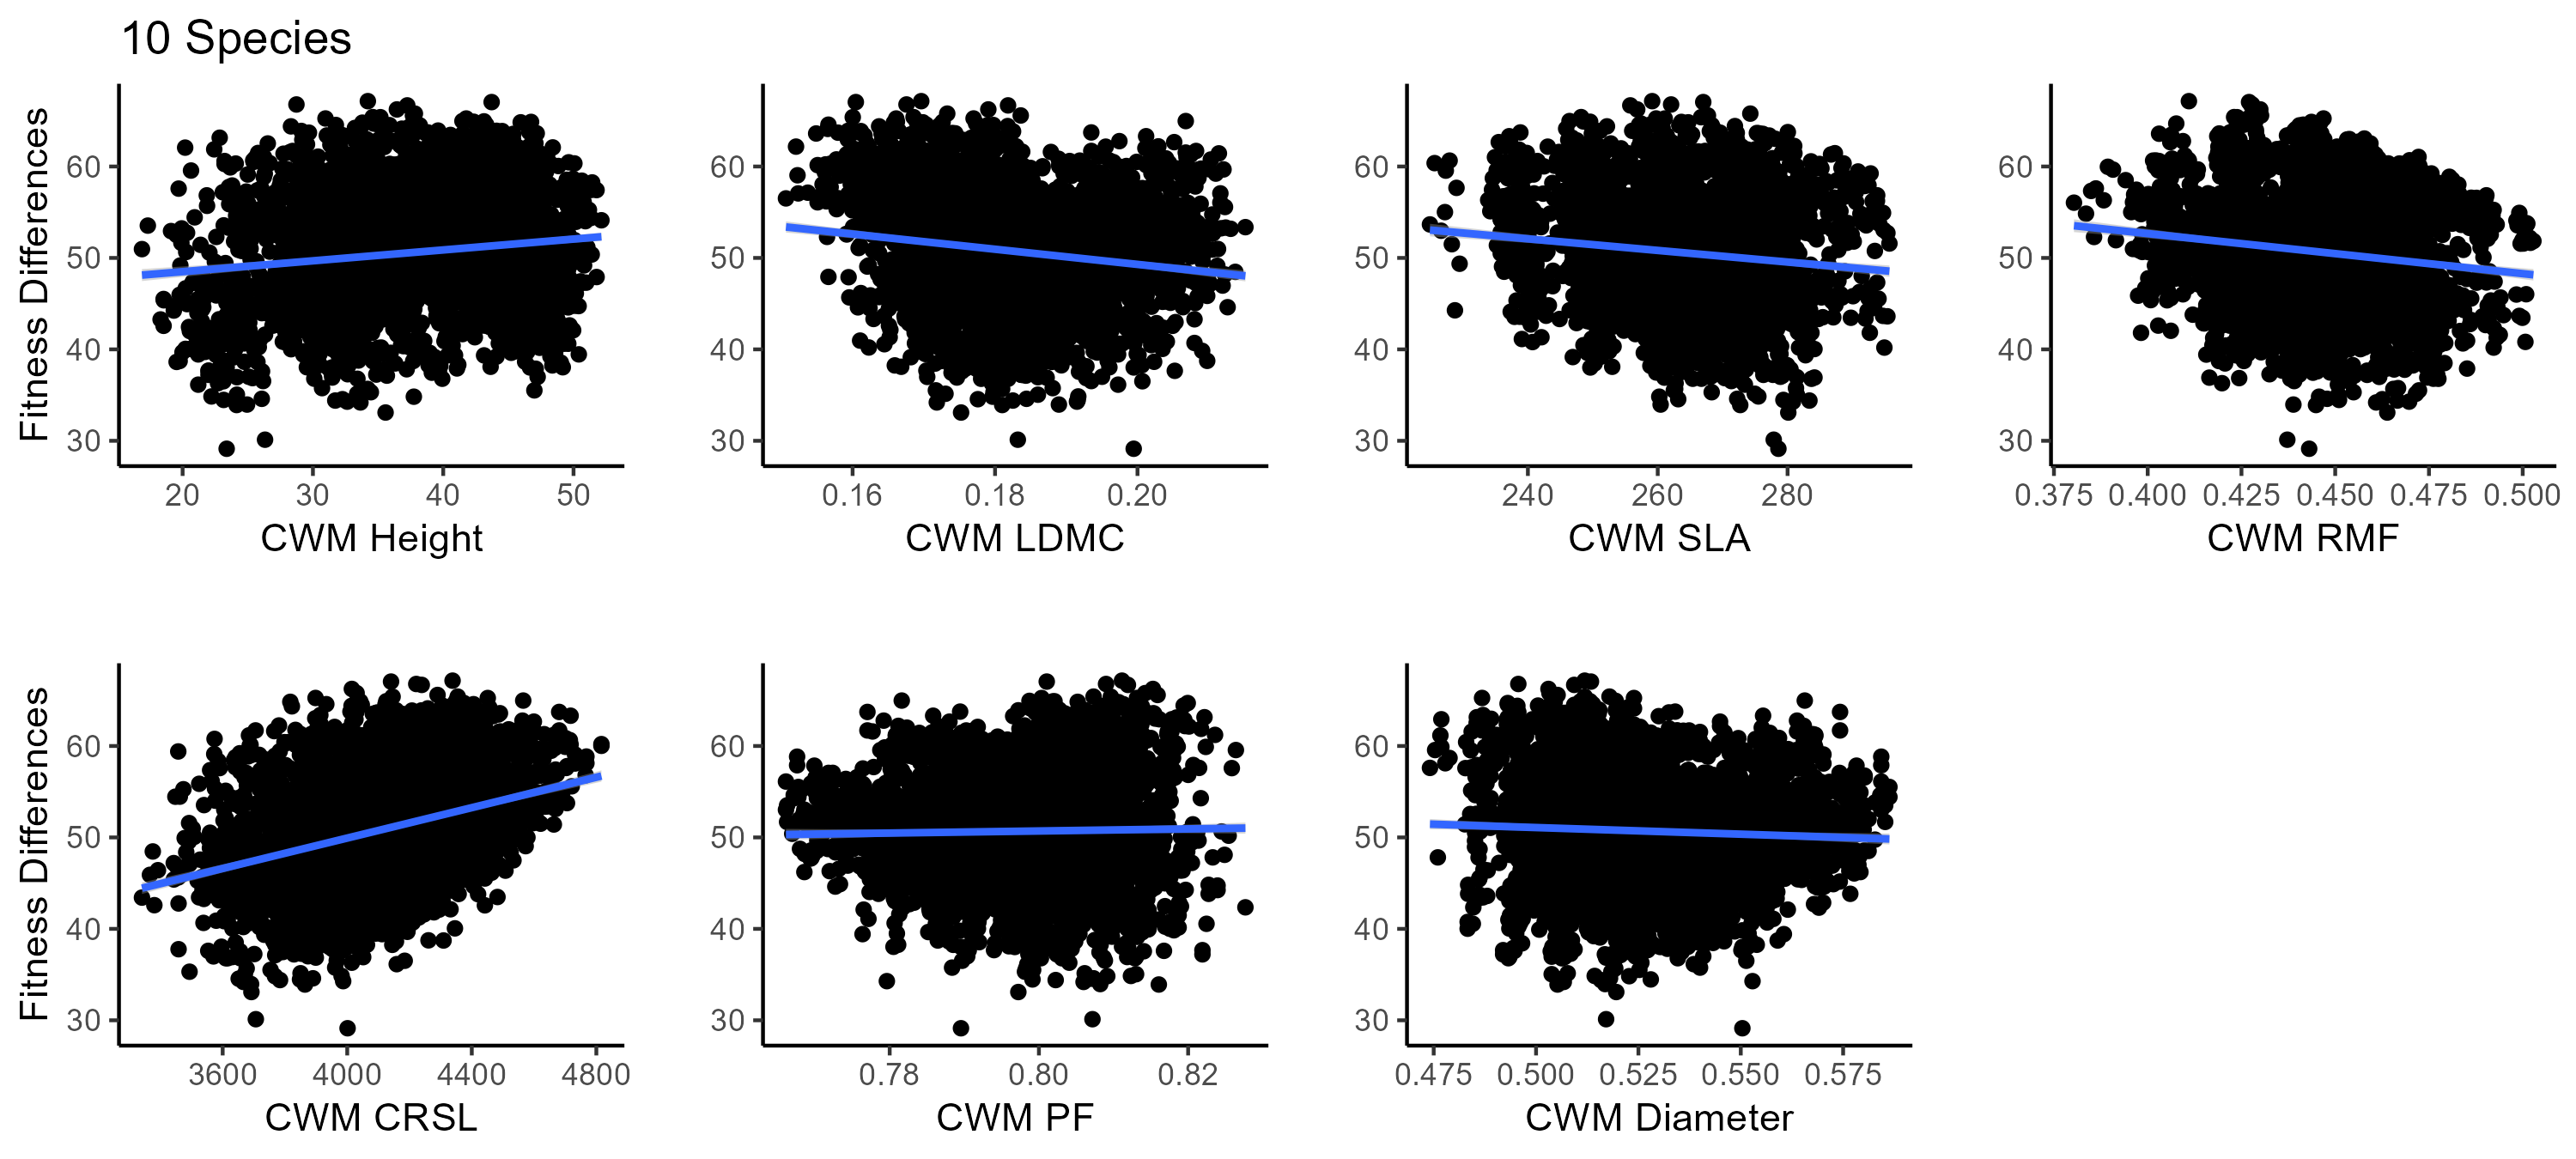 10 Species
Fitness Differences
60
50
40
30
20 30 40 50
CWM Height
60
50
40
30
0.16 0.18 0.20
CWM LDMC
60
50
40
30
240 260 280
CWM SLA
60
50
40
30
0.375 0.400 0.425 0.450 0.475 0.500
CWM RMF
Fitness Differences
60
50
40
30
3600 4000 4400 4800
CWM CRSL
60
50
40
30
0.78 0.80 0.82
CWM PF
60
50
40
30
0.475 0.500 0.525 0.550 0.575
CWM Diameter